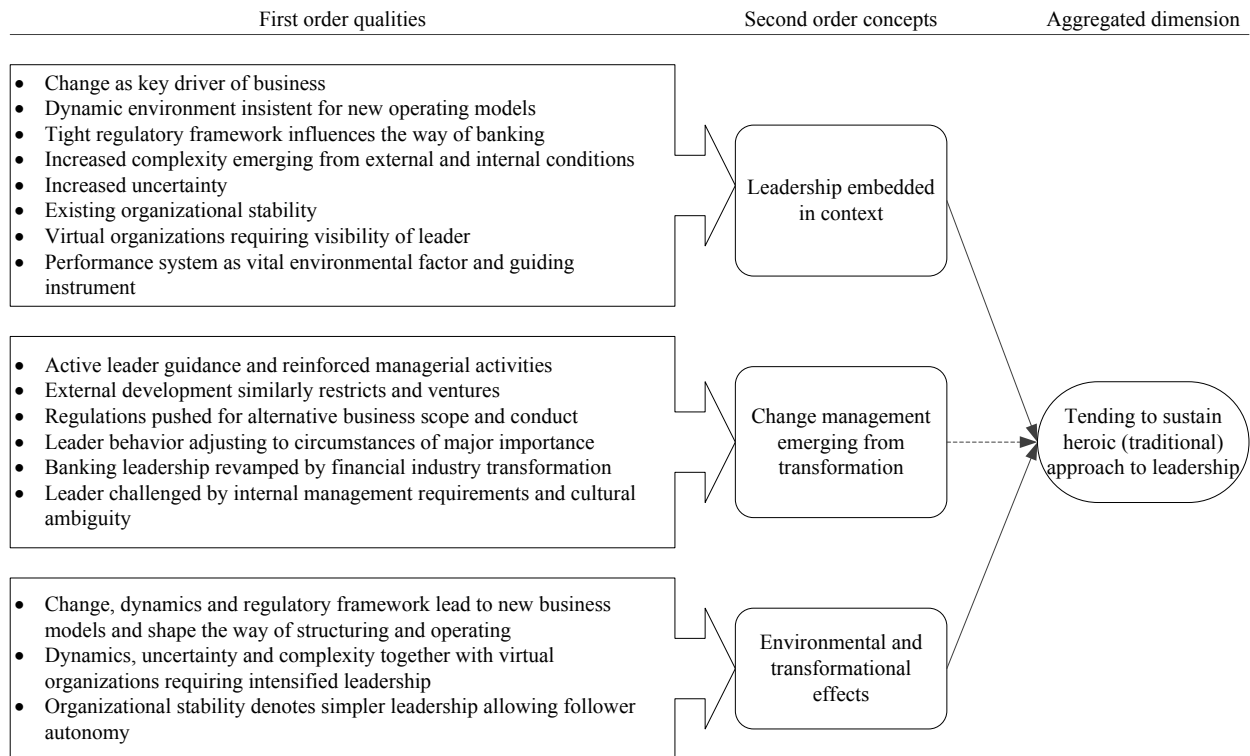 First order qualities
Second order concepts
Aggregated dimension
• Change as key driver of business
• Dynamic environment insistent for new operating models
• Tight regulatory framework influences the way of banking
• Increased complexity emerging from external and internal conditions
• Increased uncertainty
• Existing organizational stability
• Virtual organizations requiring visibility of leader
• Performance system as vital environmental factor and guiding
instrument
Leadership embedded
in context
• Active leader guidance and reinforced managerial activities
• External development similarly restricts and ventures
• Regulations pushed for alternative business scope and conduct
• Leader behavior adjusting to circumstances of major importance
• Banking leadership revamped by financial industry transformation
• Leader challenged by internal management requirements and cultural
ambiguity
Change management
emerging from
transformation
Tending to sustain
heroic (traditional)
approach to leadership
• Change, dynamics and regulatory framework lead to new business
models and shape the way of structuring and operating
• Dynamics, uncertainty and complexity together with virtual
organizations requiring intensified leadership
• Organizational stability denotes simpler leadership allowing follower
autonomy
Environmental and
transformational
effects